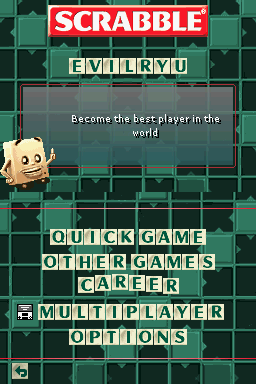 SCRABBLE®
EVILRYU
Become the best player in the
world
QUICK GAME
OTHER GAMES
CAREER
MULTIPLAYER
OPTIONS